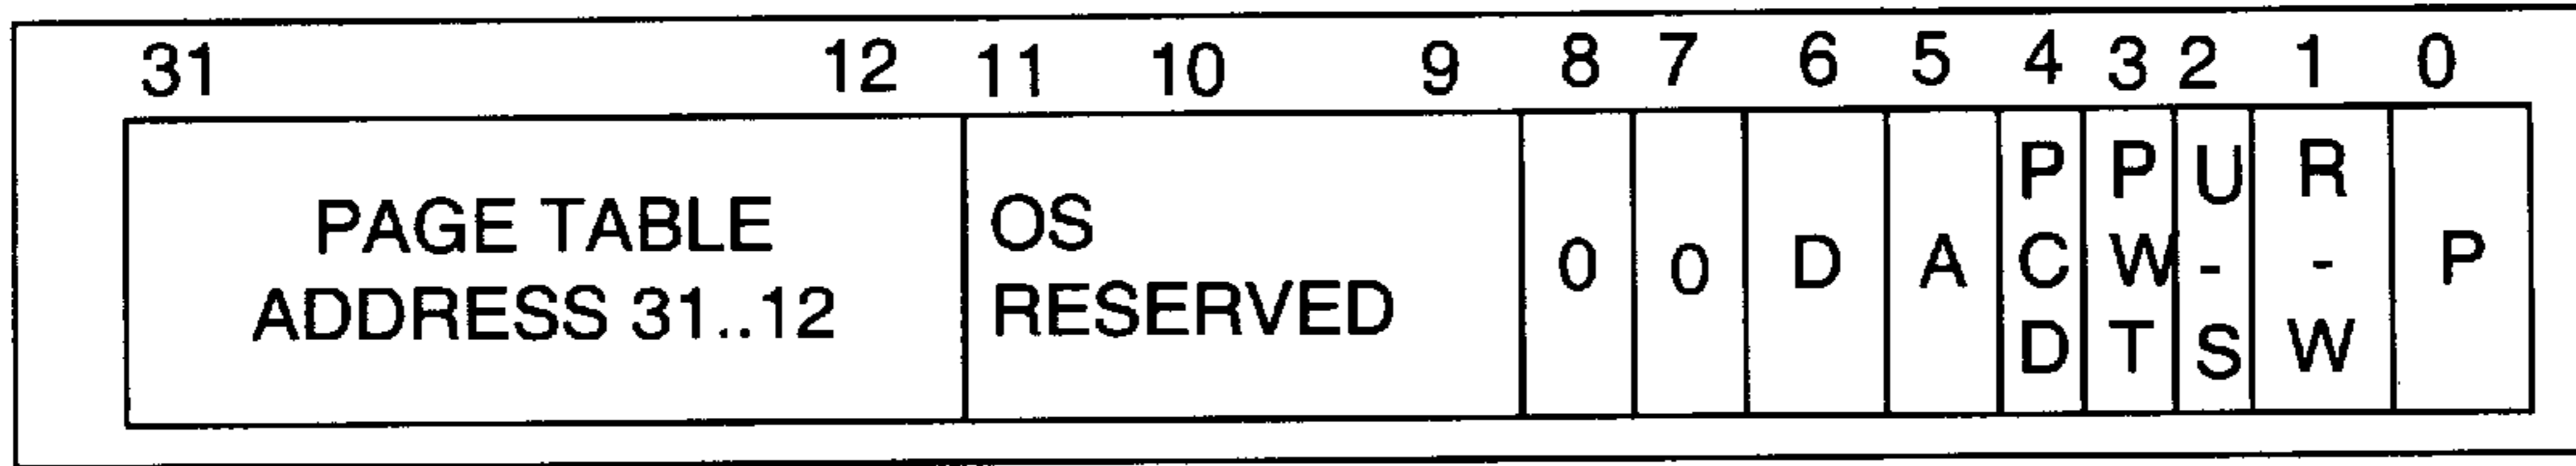 31 12 11 10 9 8 7 6 5 4 3 2 1 0
PAGE TABLE
ADDRESS 31..12
OS
RESERVED
0
0
D
A
P
C
D
P
W
T
U
-
S
R
-
W
P